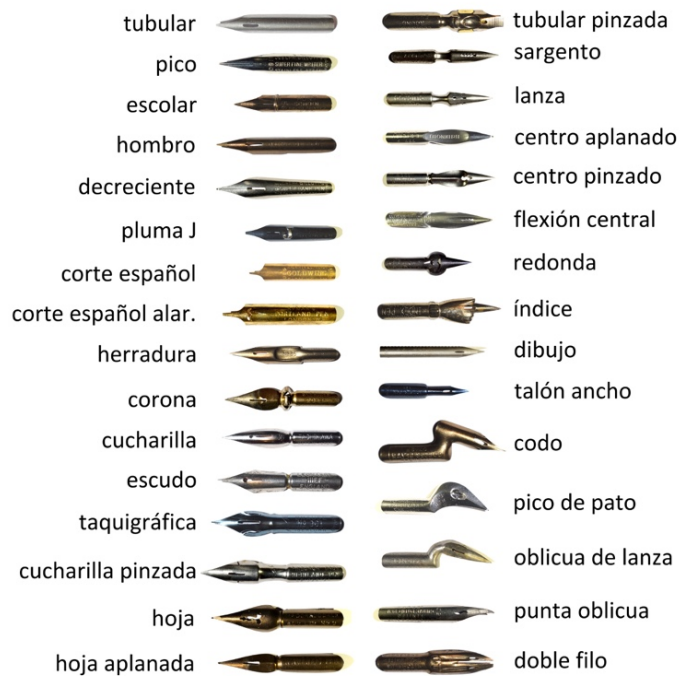 tubular
pico
escolar
hombro
decreciente
pluma J
corte español
corte español alar.
herradura
corona
cucharilla
escudo
taquigráfica
cucharilla pinzada
hoja
hoja aplanada
tubular pinzada
sargento
lanza
centro aplanado
centro pinzado
flexión central
redonda
índice
dibujo
talón ancho
codo
pico de pato
oblicua de lanza
punta oblicua
doble filo